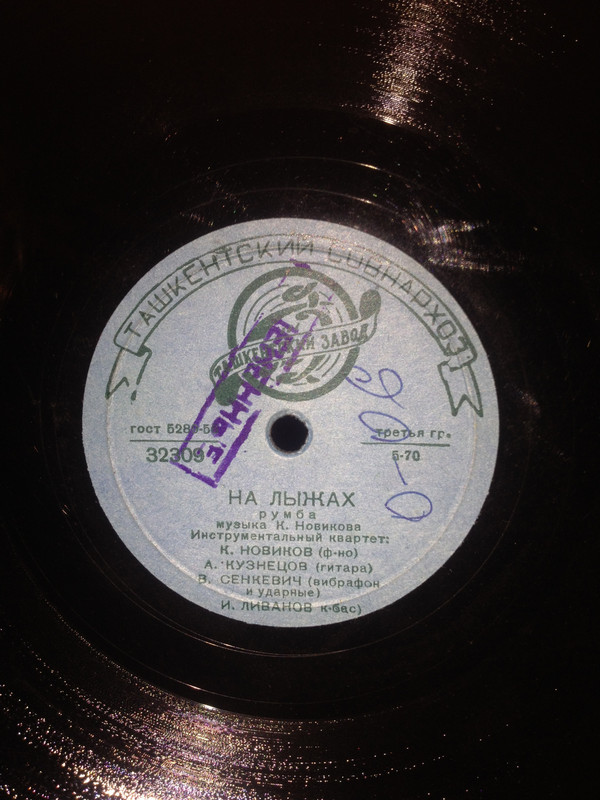 ТАШКЕНТСКИЙ СОВНАРХОЗ
ТАШКЕНТСКИЙ ЗАВОД
гост 5289-5
третья гр.
32309
5-70
НА ЛЫЖАХ
румба
музыка К. Новикова
Инструментальный квартет:
К. НОВИКОВ (ф-но)
А. КУЗНЕЦОВ (гитара)
В. СЕНКЕВИЧ (вибрафон
и ударные)
И. ЛИВАНОВ к-бас)